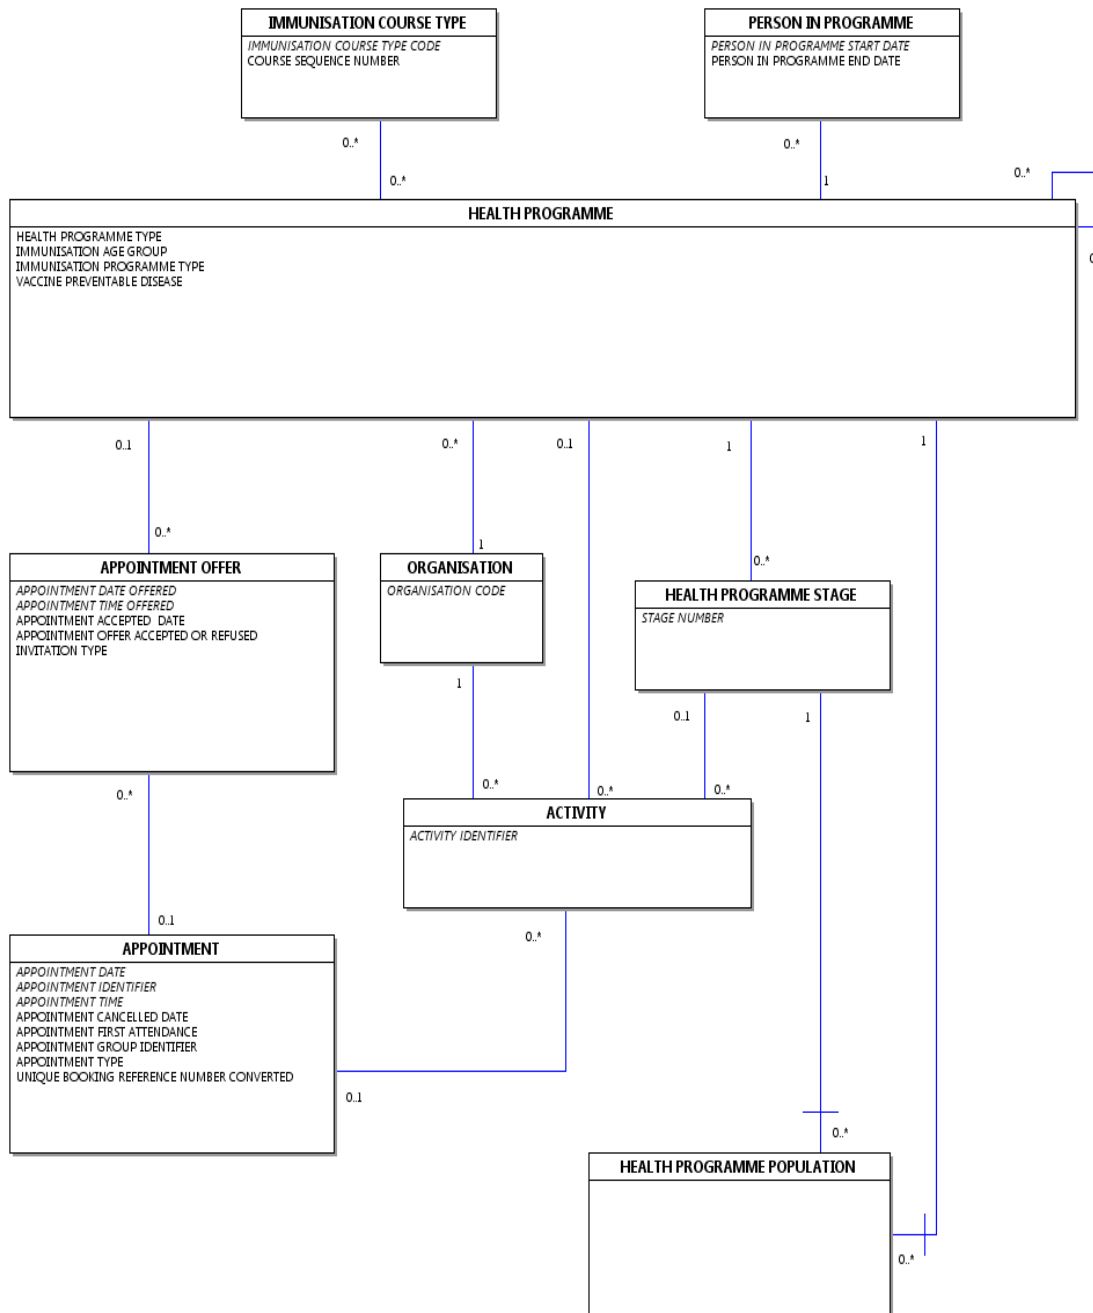 IMMUNISATION COURSE TYPE
IMMUNISATION COURSE TYPE CODE
COURSE SEQUENCE NUMBER
PERSON IN PROGRAMME
PERSON IN PROGRAMME START DATE
PERSON IN PROGRAMME END DATE
0..*
0..*
0..*
0..*
1
HEALTH PROGRAMME
HEALTH PROGRAMME TYPE
IMMUNISATION AGE GROUP
IMMUNISATION PROGRAMME TYPE
VACCINE PREVENTABLE DISEASE
0..1
0..*
0..1
1
1
0..*
1
0..*
APPOINTMENT OFFER
APPOINTMENT DATE OFFERED
APPOINTMENT TIME OFFERED
APPOINTMENT ACCEPTED  DATE
APPOINTMENT OFFER ACCEPTED OR REFUSED
INVITATION TYPE
ORGANISATION
ORGANISATION CODE
HEALTH PROGRAMME STAGE
STAGE NUMBER
1
0..1
1
0..*
0..*
0..*
0..*
ACTIVITY
ACTIVITY IDENTIFIER
0..1
0..*
APPOINTMENT
APPOINTMENT DATE
APPOINTMENT IDENTIFIER
APPOINTMENT TIME
APPOINTMENT CANCELLED DATE
APPOINTMENT FIRST ATTENDANCE
APPOINTMENT GROUP IDENTIFIER
APPOINTMENT TYPE
UNIQUE BOOKING REFERENCE NUMBER CONVERTED
0..1
0..*
HEALTH PROGRAMME POPULATION
0..*